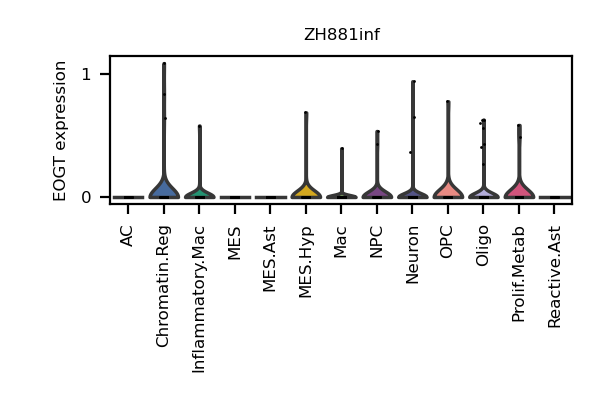 ZH881inf
EOGT expression
1
0
AC
Chromatin.Reg
Inflammatory.Mac
MES
MES.Ast
MES.Hyp
Mac
NPC
Neuron
OPC
Oligo
Prolif.Metab
Reactive.Ast